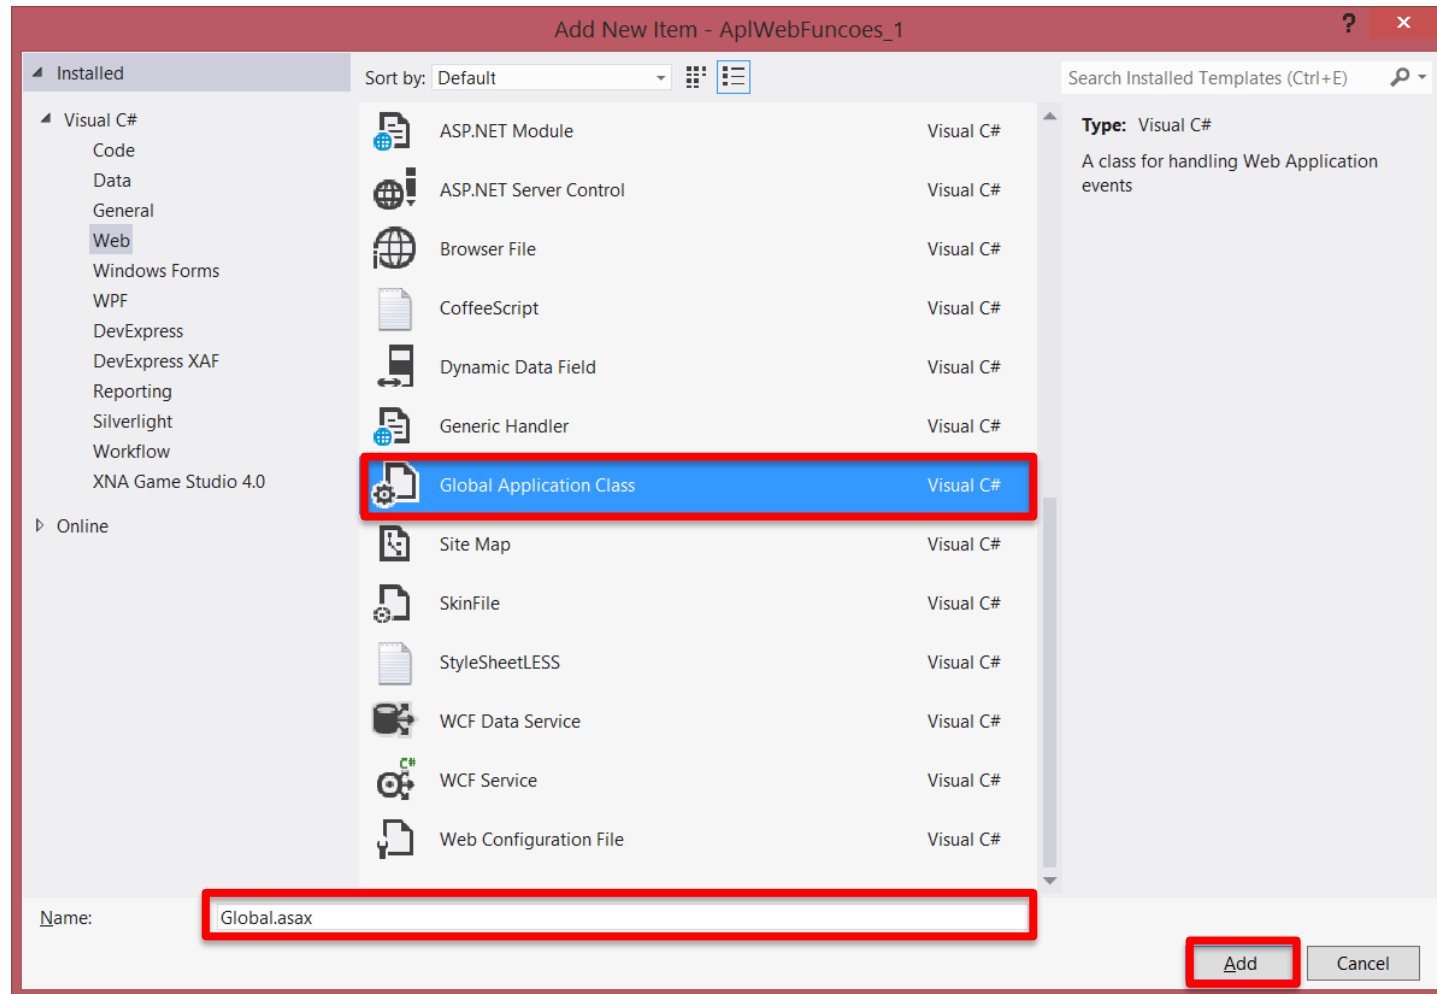 Add New Item - AplWebFuncoes_1
?
Installed
Sort by: Default
Search Installed Templates (Ctrl+E)
Visual C#
Code
Data
General
Web
Windows Forms
WPF
DevExpress
DevExpress XAF
Reporting
Silverlight
Workflow
XNA Game Studio 4.0
Online
ASP.NET Module Visual C#
ASP.NET Server Control Visual C#
Browser File Visual C#
CoffeeScript Visual C#
Dynamic Data Field Visual C#
Generic Handler Visual C#
Global Application Class Visual C#
Site Map Visual C#
SkinFile Visual C#
StyleSheetLESS Visual C#
WCF Data Service Visual C#
C#
WCF Service Visual C#
Web Configuration File Visual C#
Type: Visual C#
A class for handling Web Application
events
Name: Global.asax
Add Cancel